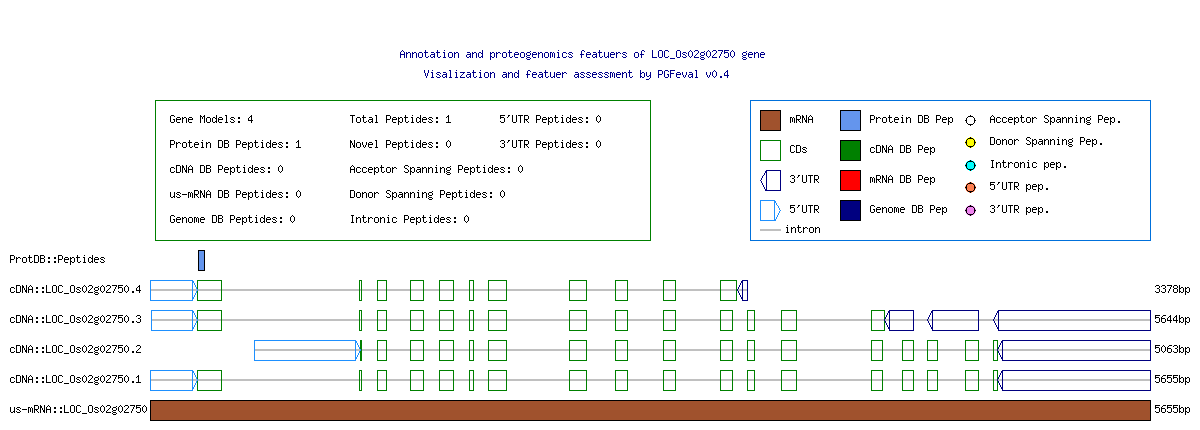 Annotation and proteogenomics featuers of LOC_Os02g02750 gene
Visalization and featuer assessment by PGFeval v0.4
Gene Models: 4 Total Peptides: 1 5'UTR Peptides: 0
Protein DB Peptides: 1 Novel Peptides: 0 3'UTR Peptides: 0
cDNA DB Peptides: 0 Acceptor Spanning Peptides: 0
us-mRNA DB Peptides: 0 Donor Spanning Peptides: 0
Genome DB Peptides: 0 Intronic Peptides: 0
mRNA Protein DB Pep Acceptor Spanning Pep.
CDs cDNA DB Pep Donor Spanning Pep.
3'UTR mRNA DB Pep Intronic pep.
5'UTR Genome DB Pep 5'UTR pep.
intron 3'UTR pep.
ProtDB::Peptides
cDNA::LOC_Os02g02750.4 3378bp
cDNA::LOC_Os02g02750.3 5644bp
cDNA::LOC_Os02g02750.2 5063bp
cDNA::LOC_Os02g02750.1 5655bp
us-mRNA::LOC_Os02g02750 5655bp